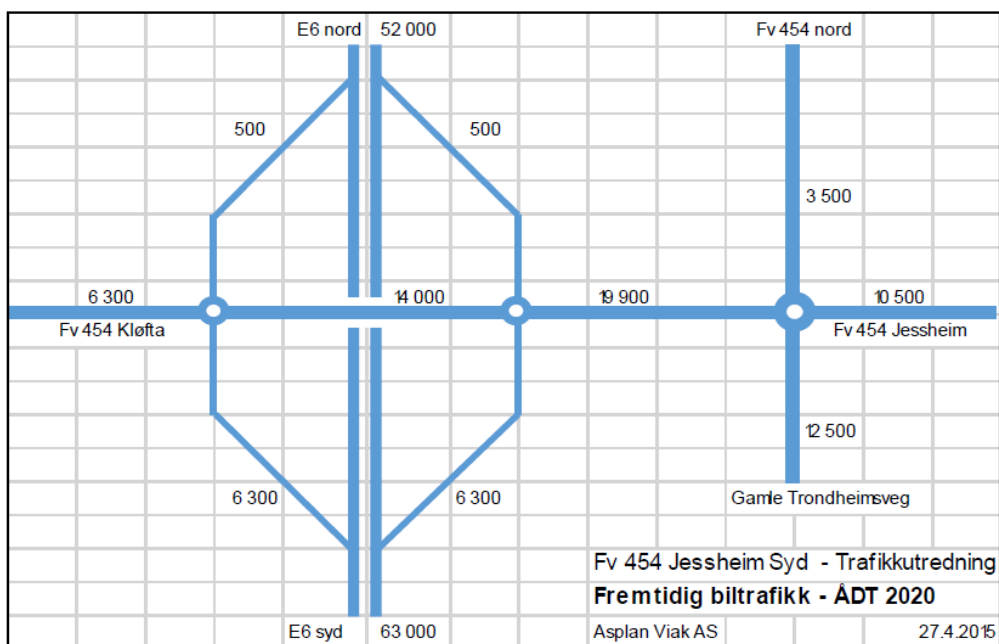 E6 nord 52 000 Fv 454 nord
500 500
3 500
6 300 14 000 19 900 10 500
Fv 454 Kløfta Fv 454 Jessheim
12 500
6 300 6 300 Gamle Trondheimsveg
Fv 454 Jessheim Syd - Trafikkutredning
Fremtidig biltrafikk - ÅDT 2020
E6 syd 63 000 Asplan Viak AS 27.4.2015